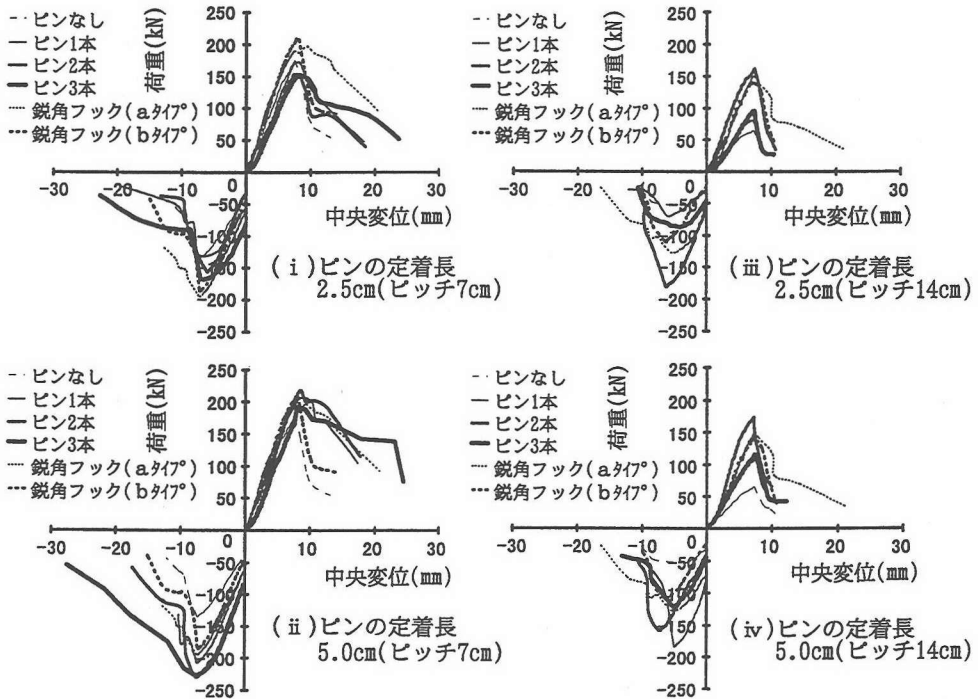 - ピンなし
ピン1本
ピン2本
ピン3本
鋭角フック(aタイプ)
鋭角フック(bタイプ)
荷重(kN)
250
200
150
100
50
-30 -20 -10 0 10 20 30
-50
-100
-150
-200
-250
中央変位(mm)
(ⅰ)ピンの定着長
2.5cm(ピッチ7cm)
- ピンなし
ピン1本
ピン2本
ピン3本
鋭角フック(aタイプ)
鋭角フック(bタイプ)
荷重(kN)
250
200
150
100
50
-30 -20 -10 0 10 20 30
-50
-100
-150
-200
-250
中央変位(mm)
(ⅲ)ピンの定着長
2.5cm(ピッチ14cm)
- ピンなし
ピン1本
ピン2本
ピン3本
鋭角フック(aタイプ)
鋭角フック(bタイプ)
荷重(kN)
250
200
150
100
50
-30 -20 -10 0 10 20 30
-50
-100
-150
-200
-250
中央変位(mm)
(ⅱ)ピンの定着長
5.0cm(ピッチ7cm)
- ピンなし
ピン1本
ピン2本
ピン3本
鋭角フック(aタイプ)
鋭角フック(bタイプ)
荷重(kN)
250
200
150
100
50
-30 -20 -10 0 10 20 30
-50
-100
-150
-200
-250
中央変位(mm)
(ⅳ)ピンの定着長
5.0cm(ピッチ14cm)